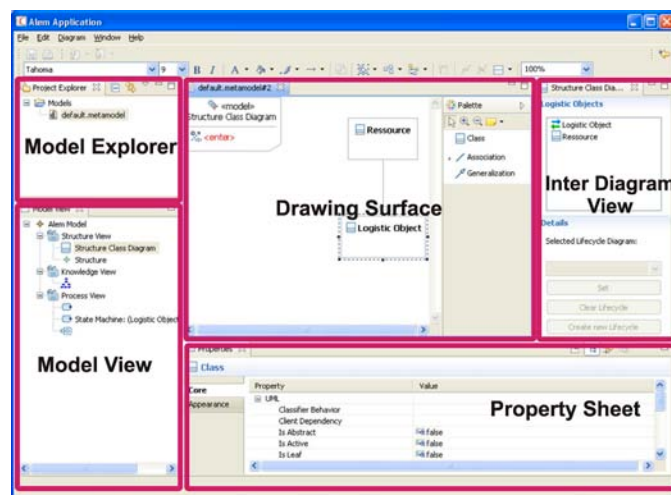 Alem Application
File Edit Diagram Window Help
Tahoma 9 B I A 100%
Project Explorer
Models
default.metamodel
Model Explorer
Model View
Alem Model
Structure View
Structure Class Diagram
Structure
Knowledge View
Process View
State Machine: (Logistic Object
Model View
default.metamodel#2
«model»
Structure Class Diagram
<enter>
Ressource
Logistic Object
Drawing Surface
Palette
Class
Association
Generalization
Structure Class Dia...
Logistic Objects
Logistic Object
Ressource
Inter Diagram
View
Details
Selected Lifecycle Diagram:
Set
Clear Lifecycle
Create new Lifecycle
Properties
Class
Core
Appearance
Property Value
UML
Classifier Behavior
Client Dependency
Is Abstract false
Is Active false
Is Leaf false
Property Sheet